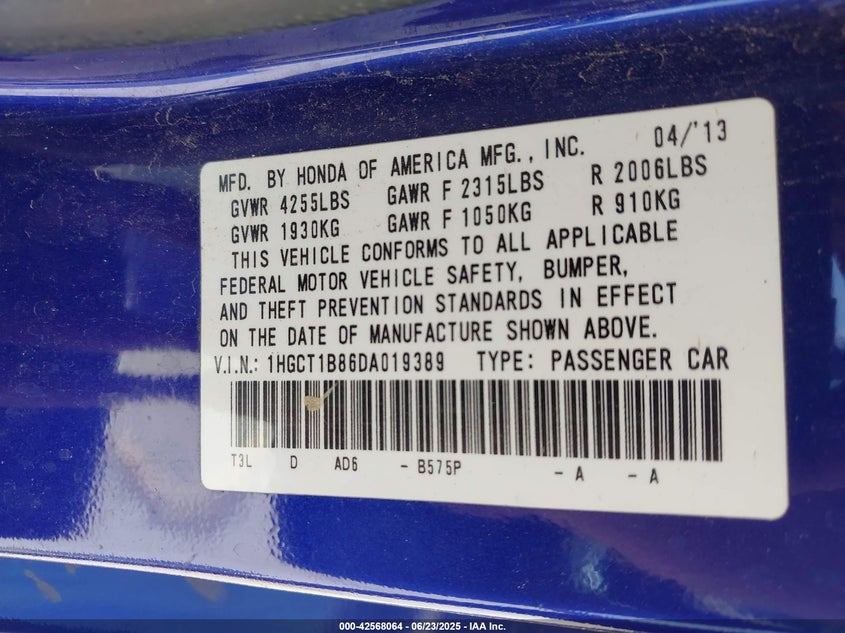 04/'13
MFD. BY HONDA OF AMERICA MFG., INC.
GVWR 4255LBS GAWR F 2315LBS R 2006LBS
GVWR 1930KG GAWR F 1050KG R 910KG
THIS VEHICLE CONFORMS TO ALL APPLICABLE
FEDERAL MOTOR VEHICLE SAFETY, BUMPER,
AND THEFT PREVENTION STANDARDS IN EFFECT
ON THE DATE OF MANUFACTURE SHOWN ABOVE.
V.I.N.: 1HGCT1B86DA019389 TYPE: PASSENGER CAR
T3L D AD6 - B575P - A - A
000-42568064 - 06/23/2025 - IAA Inc.